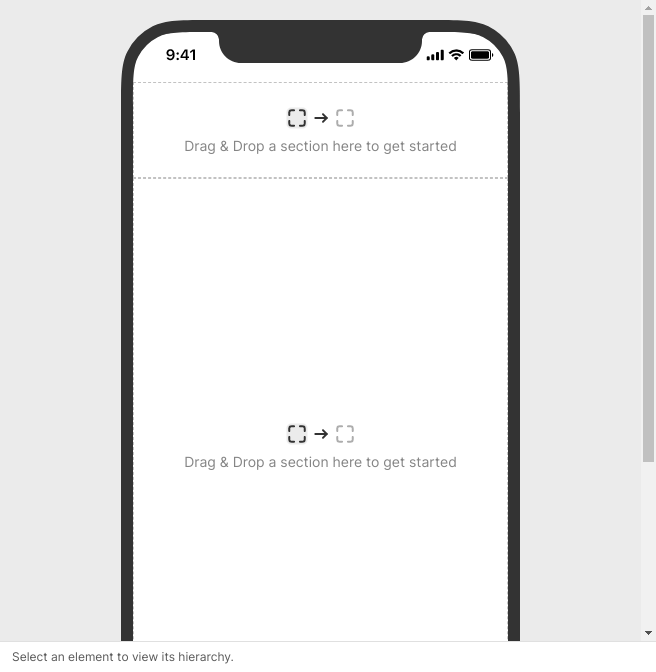 9:41
Drag & Drop a section here to get started
Drag & Drop a section here to get started
Select an element to view its hierarchy.